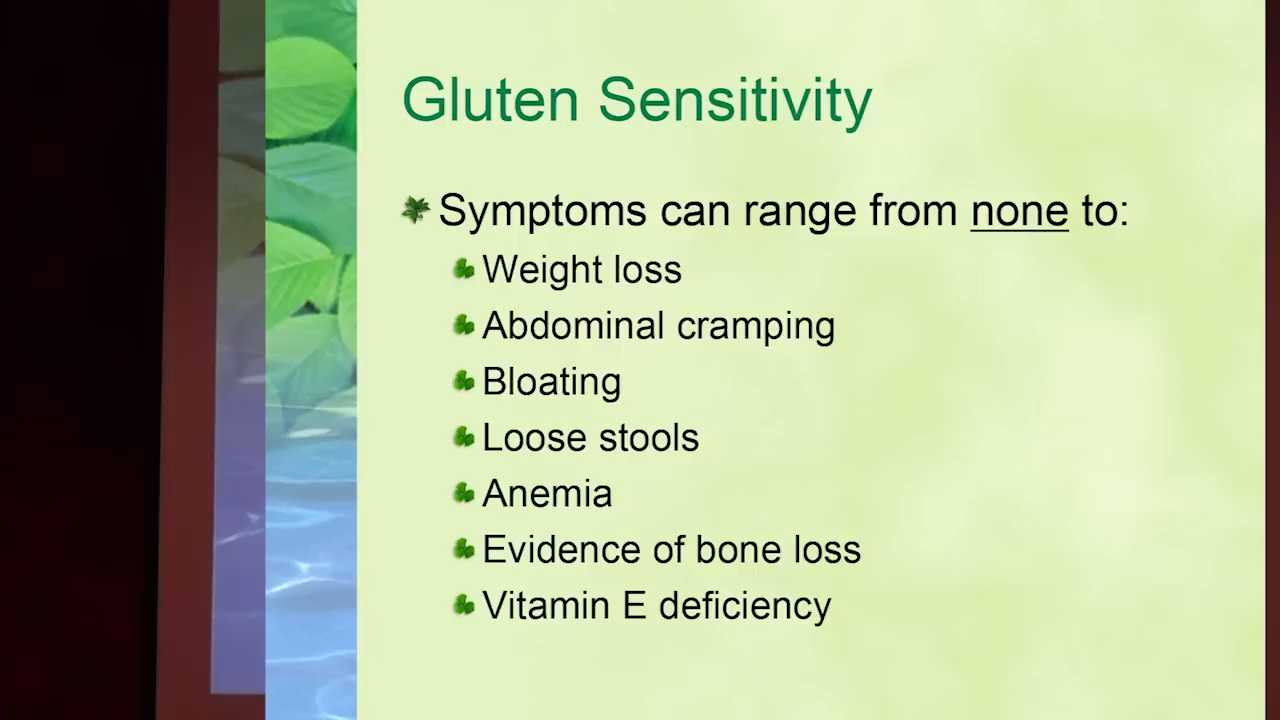 Gluten Sensitivity
Symptoms can range from none to:
Weight loss
Abdominal cramping
Bloating
Loose stools
Anemia
Evidence of bone loss
Vitamin E deficiency